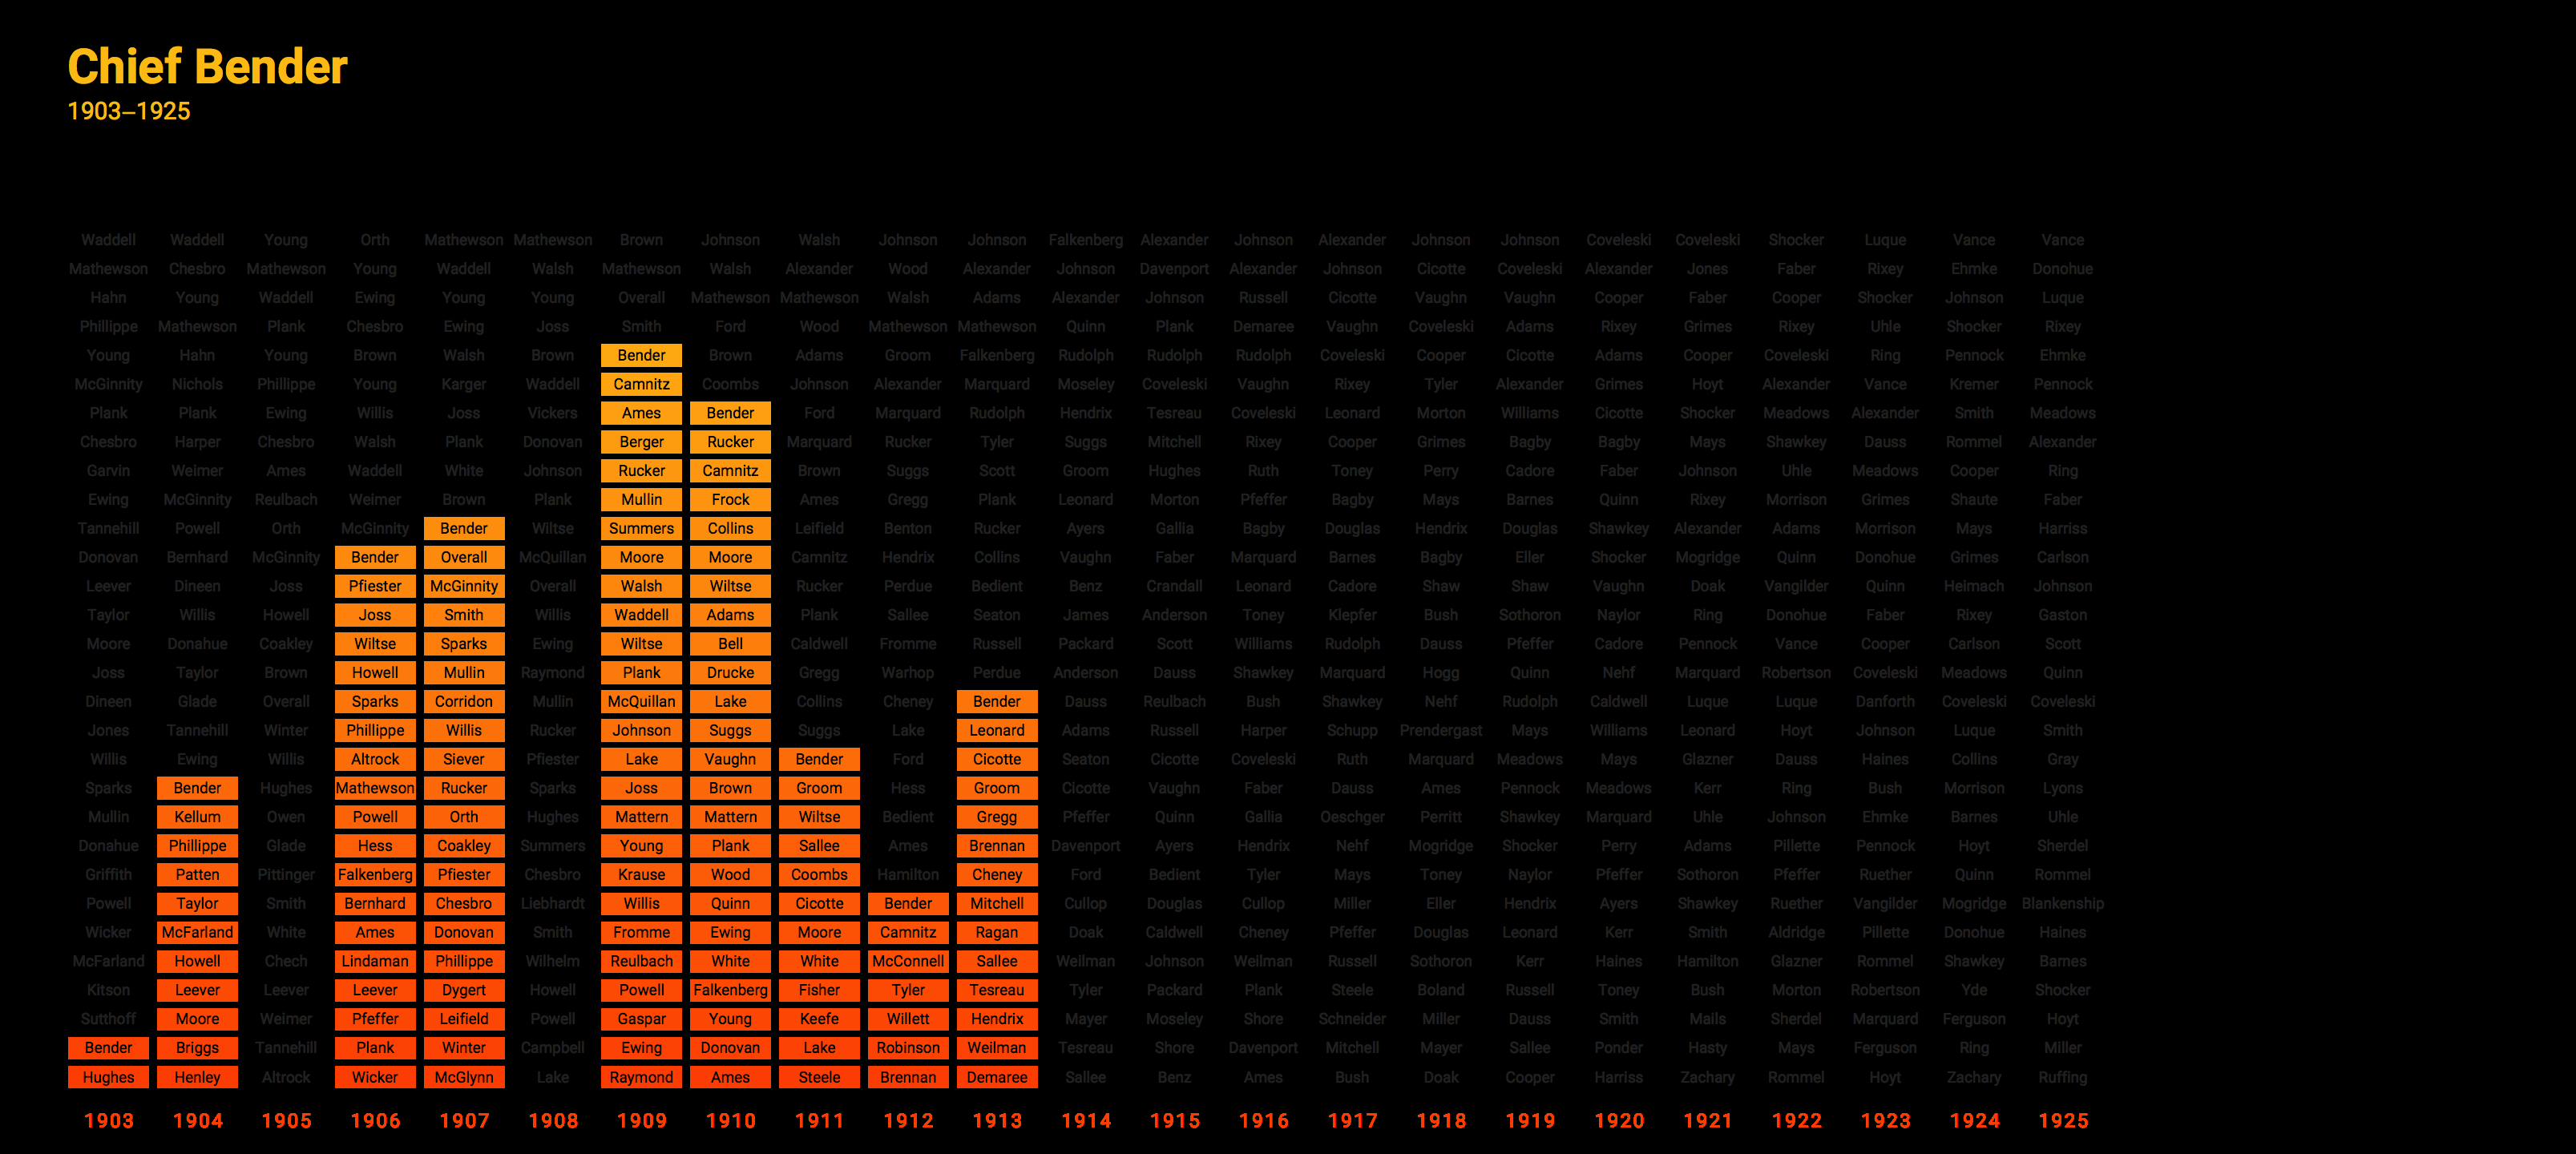 Chief Bender
1903–1925
Waddell Waddell Young Orth Mathewson Mathewson Brown Johnson Walsh Johnson Johnson Falkenberg Alexander Johnson Alexander Johnson Johnson Coveleski Coveleski Shocker Luque Vance Vance
Mathewson Chesbro Mathewson Young Waddell Walsh Mathewson Walsh Alexander Wood Alexander Johnson Davenport Alexander Johnson Cicotte Coveleski Alexander Jones Faber Rixey Ehmke Donohue
Hahn Young Waddell Ewing Young Young Overall Mathewson Mathewson Walsh Adams Alexander Johnson Russell Cicotte Vaughn Vaughn Cooper Faber Cooper Shocker Johnson Luque
Phillippe Mathewson Plank Chesbro Ewing Joss Smith Ford Wood Mathewson Mathewson Quinn Plank Demaree Vaughn Coveleski Adams Rixey Grimes Rixey Uhle Shocker Rixey
Young Hahn Young Brown Walsh Brown Bender Brown Adams Groom Falkenberg Rudolph Rudolph Rudolph Coveleski Cooper Cicotte Adams Cooper Coveleski Ring Pennock Ehmke
McGinnity Nichols Phillippe Young Karger Waddell Camnitz Coombs Johnson Alexander Marquard Moseley Coveleski Vaughn Rixey Tyler Alexander Grimes Hoyt Alexander Vance Kremer Pennock
Plank Plank Ewing Willis Joss Vickers Ames Bender Ford Marquard Rudolph Hendrix Tesreau Coveleski Leonard Morton Williams Cicotte Shocker Meadows Alexander Smith Meadows
Chesbro Harper Chesbro Walsh Plank Donovan Berger Rucker Marquard Rucker Tyler Suggs Mitchell Rixey Cooper Grimes Bagby Bagby Mays Shawkey Dauss Rommel Alexander
Garvin Weimer Ames Waddell White Johnson Rucker Camnitz Brown Suggs Scott Groom Hughes Ruth Toney Perry Cadore Faber Johnson Uhle Meadows Cooper Ring
Ewing McGinnity Reulbach Weimer Brown Plank Mullin Frock Ames Gregg Plank Leonard Morton Pfeffer Bagby Mays Barnes Quinn Rixey Morrison Grimes Shaute Faber
Tannehill Powell Orth McGinnity Bender Wiltse Summers Collins Leifield Benton Rucker Ayers Gallia Bagby Douglas Hendrix Douglas Shawkey Alexander Adams Morrison Mays Harriss
Donovan Bernhard McGinnity Bender Overall McQuillan Moore Moore Camnitz Hendrix Collins Vaughn Faber Marquard Barnes Bagby Eller Shocker Mogridge Quinn Donohue Grimes Carlson
Leever Dineen Joss Pfiester McGinnity Overall Walsh Wiltse Rucker Perdue Bedient Benz Crandall Leonard Cadore Shaw Shaw Vaughn Doak Vangilder Quinn Heimach Johnson
Taylor Willis Howell Joss Smith Willis Waddell Adams Plank Sallee Seaton James Anderson Toney Klepfer Bush Sothoron Naylor Ring Donohue Faber Rixey Gaston
Moore Donahue Coakley Wiltse Sparks Ewing Wiltse Bell Caldwell Fromme Russell Packard Scott Williams Rudolph Dauss Pfeffer Cadore Pennock Vance Cooper Carlson Scott
Joss Taylor Brown Howell Mullin Raymond Plank Drucke Gregg Warhop Perdue Anderson Dauss Shawkey Marquard Hogg Quinn Nehf Marquard Robertson Coveleski Meadows Quinn
Dineen Glade Overall Sparks Corridon Mullin McQuillan Lake Collins Cheney Bender Dauss Reulbach Bush Shawkey Nehf Rudolph Caldwell Luque Luque Danforth Coveleski Coveleski
Jones Tannehill Winter Phillippe Willis Rucker Johnson Suggs Suggs Lake Leonard Adams Russell Harper Schupp Prendergast Mays Williams Leonard Hoyt Johnson Luque Smith
Willis Ewing Willis Altrock Siever Pfiester Lake Vaughn Bender Ford Cicotte Seaton Cicotte Coveleski Ruth Marquard Meadows Mays Glazner Dauss Haines Collins Gray
Sparks Bender Hughes Mathewson Rucker Sparks Joss Brown Groom Hess Groom Cicotte Vaughn Faber Dauss Ames Pennock Meadows Kerr Ring Bush Morrison Lyons
Mullin Kellum Owen Powell Orth Hughes Mattern Mattern Wiltse Bedient Gregg Pfeffer Quinn Gallia Oeschger Perritt Shawkey Marquard Uhle Johnson Ehmke Barnes Uhle
Donahue Phillippe Glade Hess Coakley Summers Young Plank Sallee Ames Brennan Davenport Ayers Hendrix Nehf Mogridge Shocker Perry Adams Pillette Pennock Hoyt Sherdel
Griffith Patten Pittinger Falkenberg Pfiester Chesbro Krause Wood Coombs Hamilton Cheney Ford Bedient Tyler Mays Toney Naylor Pfeffer Sothoron Pfeffer Ruether Quinn Rommel
Powell Taylor Smith Bernhard Chesbro Liebhardt Willis Quinn Cicotte Bender Mitchell Cullop Douglas Cullop Miller Eller Hendrix Ayers Shawkey Ruether Vangilder Mogridge Blankenship
Wicker McFarland White Ames Donovan Smith Fromme Ewing Moore Camnitz Ragan Doak Caldwell Cheney Pfeffer Douglas Leonard Kerr Smith Aldridge Pillette Donohue Haines
McFarland Howell Chech Lindaman Phillippe Wilhelm Reulbach White White McConnell Sallee Weilman Johnson Weilman Russell Sothoron Kerr Haines Hamilton Glazner Rommel Shawkey Barnes
Kitson Leever Leever Leever Dygert Howell Powell Falkenberg Fisher Tyler Tesreau Tyler Packard Plank Steele Boland Russell Toney Bush Morton Robertson Yde Shocker
Sutthoff Moore Weimer Pfeffer Leifield Powell Gaspar Young Keefe Willett Hendrix Mayer Moseley Shore Schneider Miller Dauss Smith Mails Sherdel Marquard Ferguson Hoyt
Bender Briggs Tannehill Plank Winter Campbell Ewing Donovan Lake Robinson Weilman Tesreau Shore Davenport Mitchell Mayer Sallee Ponder Hasty Mays Ferguson Ring Miller
Hughes Henley Altrock Wicker McGlynn Lake Raymond Ames Steele Brennan Demaree Sallee Benz Ames Bush Doak Cooper Harriss Zachary Rommel Hoyt Zachary Ruffing
1903 1904 1905 1906 1907 1908 1909 1910 1911 1912 1913 1914 1915 1916 1917 1918 1919 1920 1921 1922 1923 1924 1925